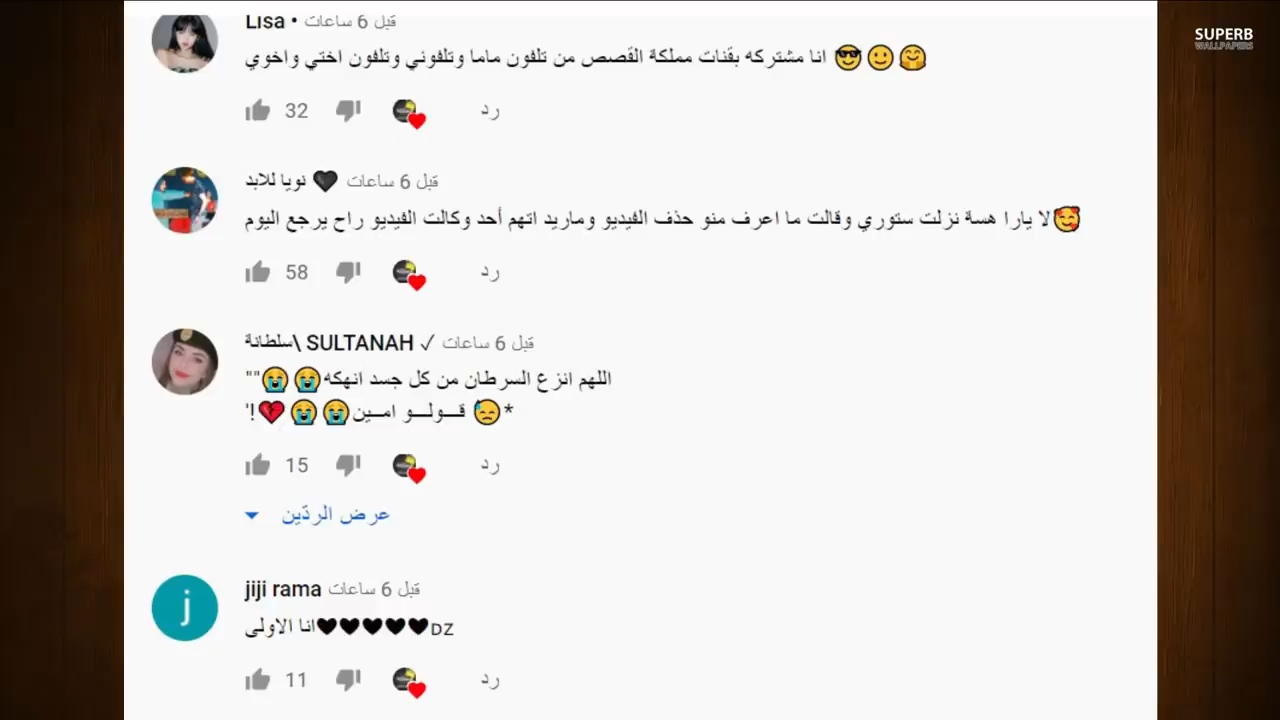 Lisa • قبل 6 ساعات
انا مشتركه بقنات مملكة القصص من تلفون ماما وتلفوني وتلفون اختي واخوي 😎🙂🤗
32 رد
SUPERB
WALLPAPERS
نويا للابد 🖤 قبل 6 ساعات
🥰لا يارا هسة نزلت ستوري وقالت ما اعرف منو حذف الفيديو وماريد اتهم أحد وكالت الفيديو راح يرجع اليوم
58 رد
سلطانة\ SULTANAH ✓ قبل 6 ساعات
""😭😭اللهم انزع السرطان من كل جسد انهكه
'!💔😭😭قـــولـــو امـــين 😓*
15 رد
عرض الردّين
jiji rama قبل 6 ساعات
انا الاولى🖤🖤🖤🖤🖤DZ
j
11 رد